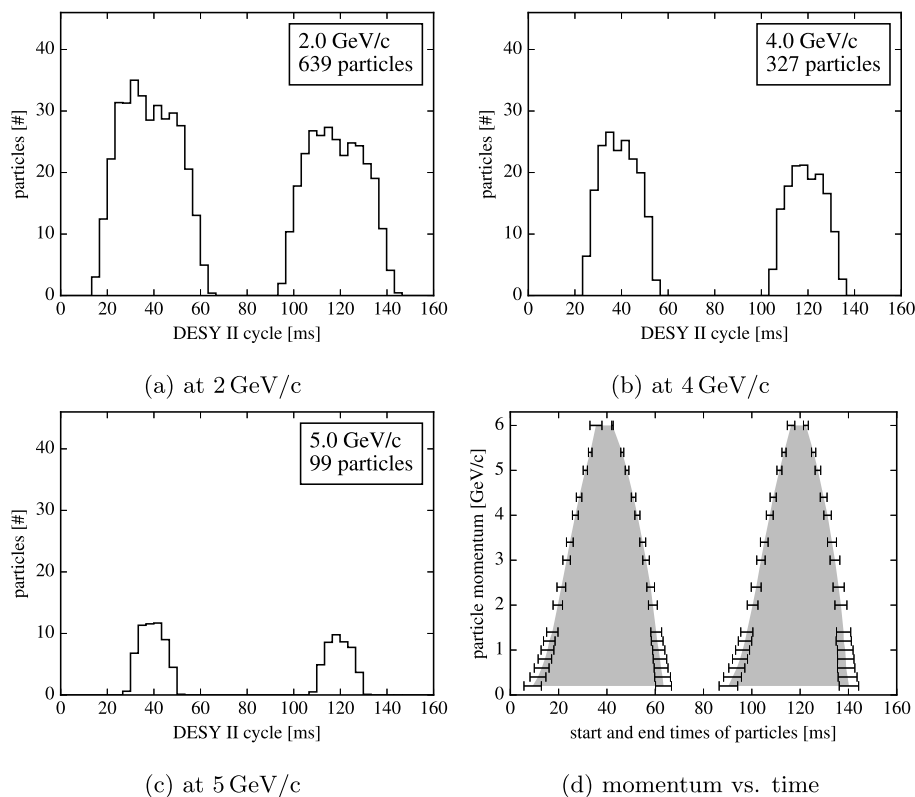 40
30
20
10
0
particles [#]
2.0 GeV/c
639 particles
0 20 40 60 80 100 120 140 160
DESY II cycle [ms]
(a) at 2 GeV/c
40
30
20
10
0
particles [#]
4.0 GeV/c
327 particles
0 20 40 60 80 100 120 140 160
DESY II cycle [ms]
(b) at 4 GeV/c
40
30
20
10
0
particles [#]
5.0 GeV/c
99 particles
0 20 40 60 80 100 120 140 160
DESY II cycle [ms]
(c) at 5 GeV/c
6
5
4
3
2
1
0
particle momentum [GeV/c]
0 20 40 60 80 100 120 140 160
start and end times of particles [ms]
(d) momentum vs. time